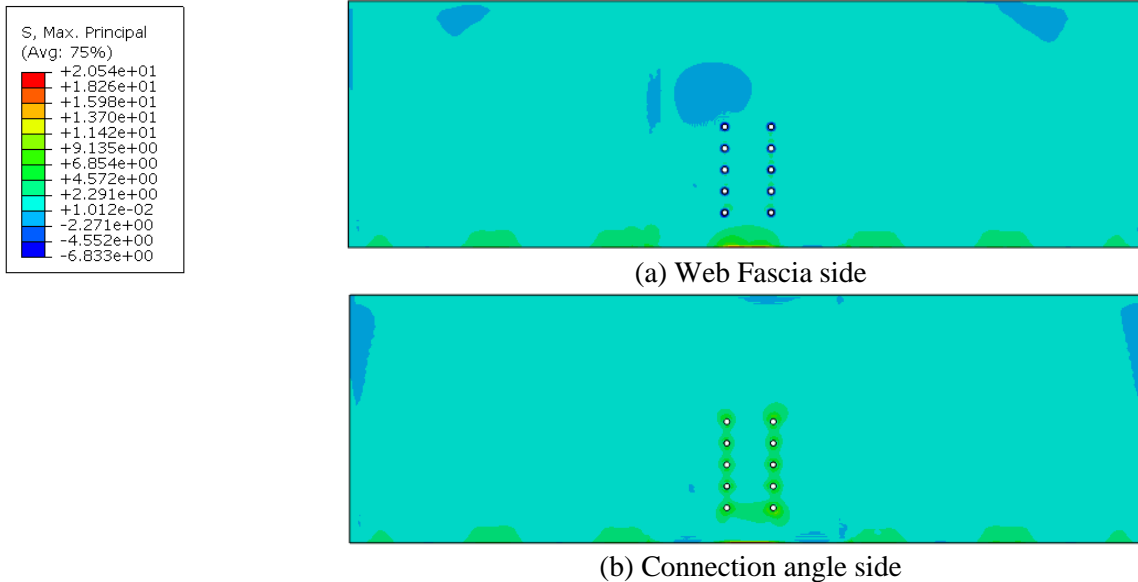 S, Max. Principal
(Avg: 75%)
+2.054e+01
+1.826e+01
+1.598e+01
+1.370e+01
+1.142e+01
+9.135e+00
+6.854e+00
+4.572e+00
+2.291e+00
+1.012e-02
-2.271e+00
-4.552e+00
-6.833e+00
(a) Web Fascia side
(b) Connection angle side